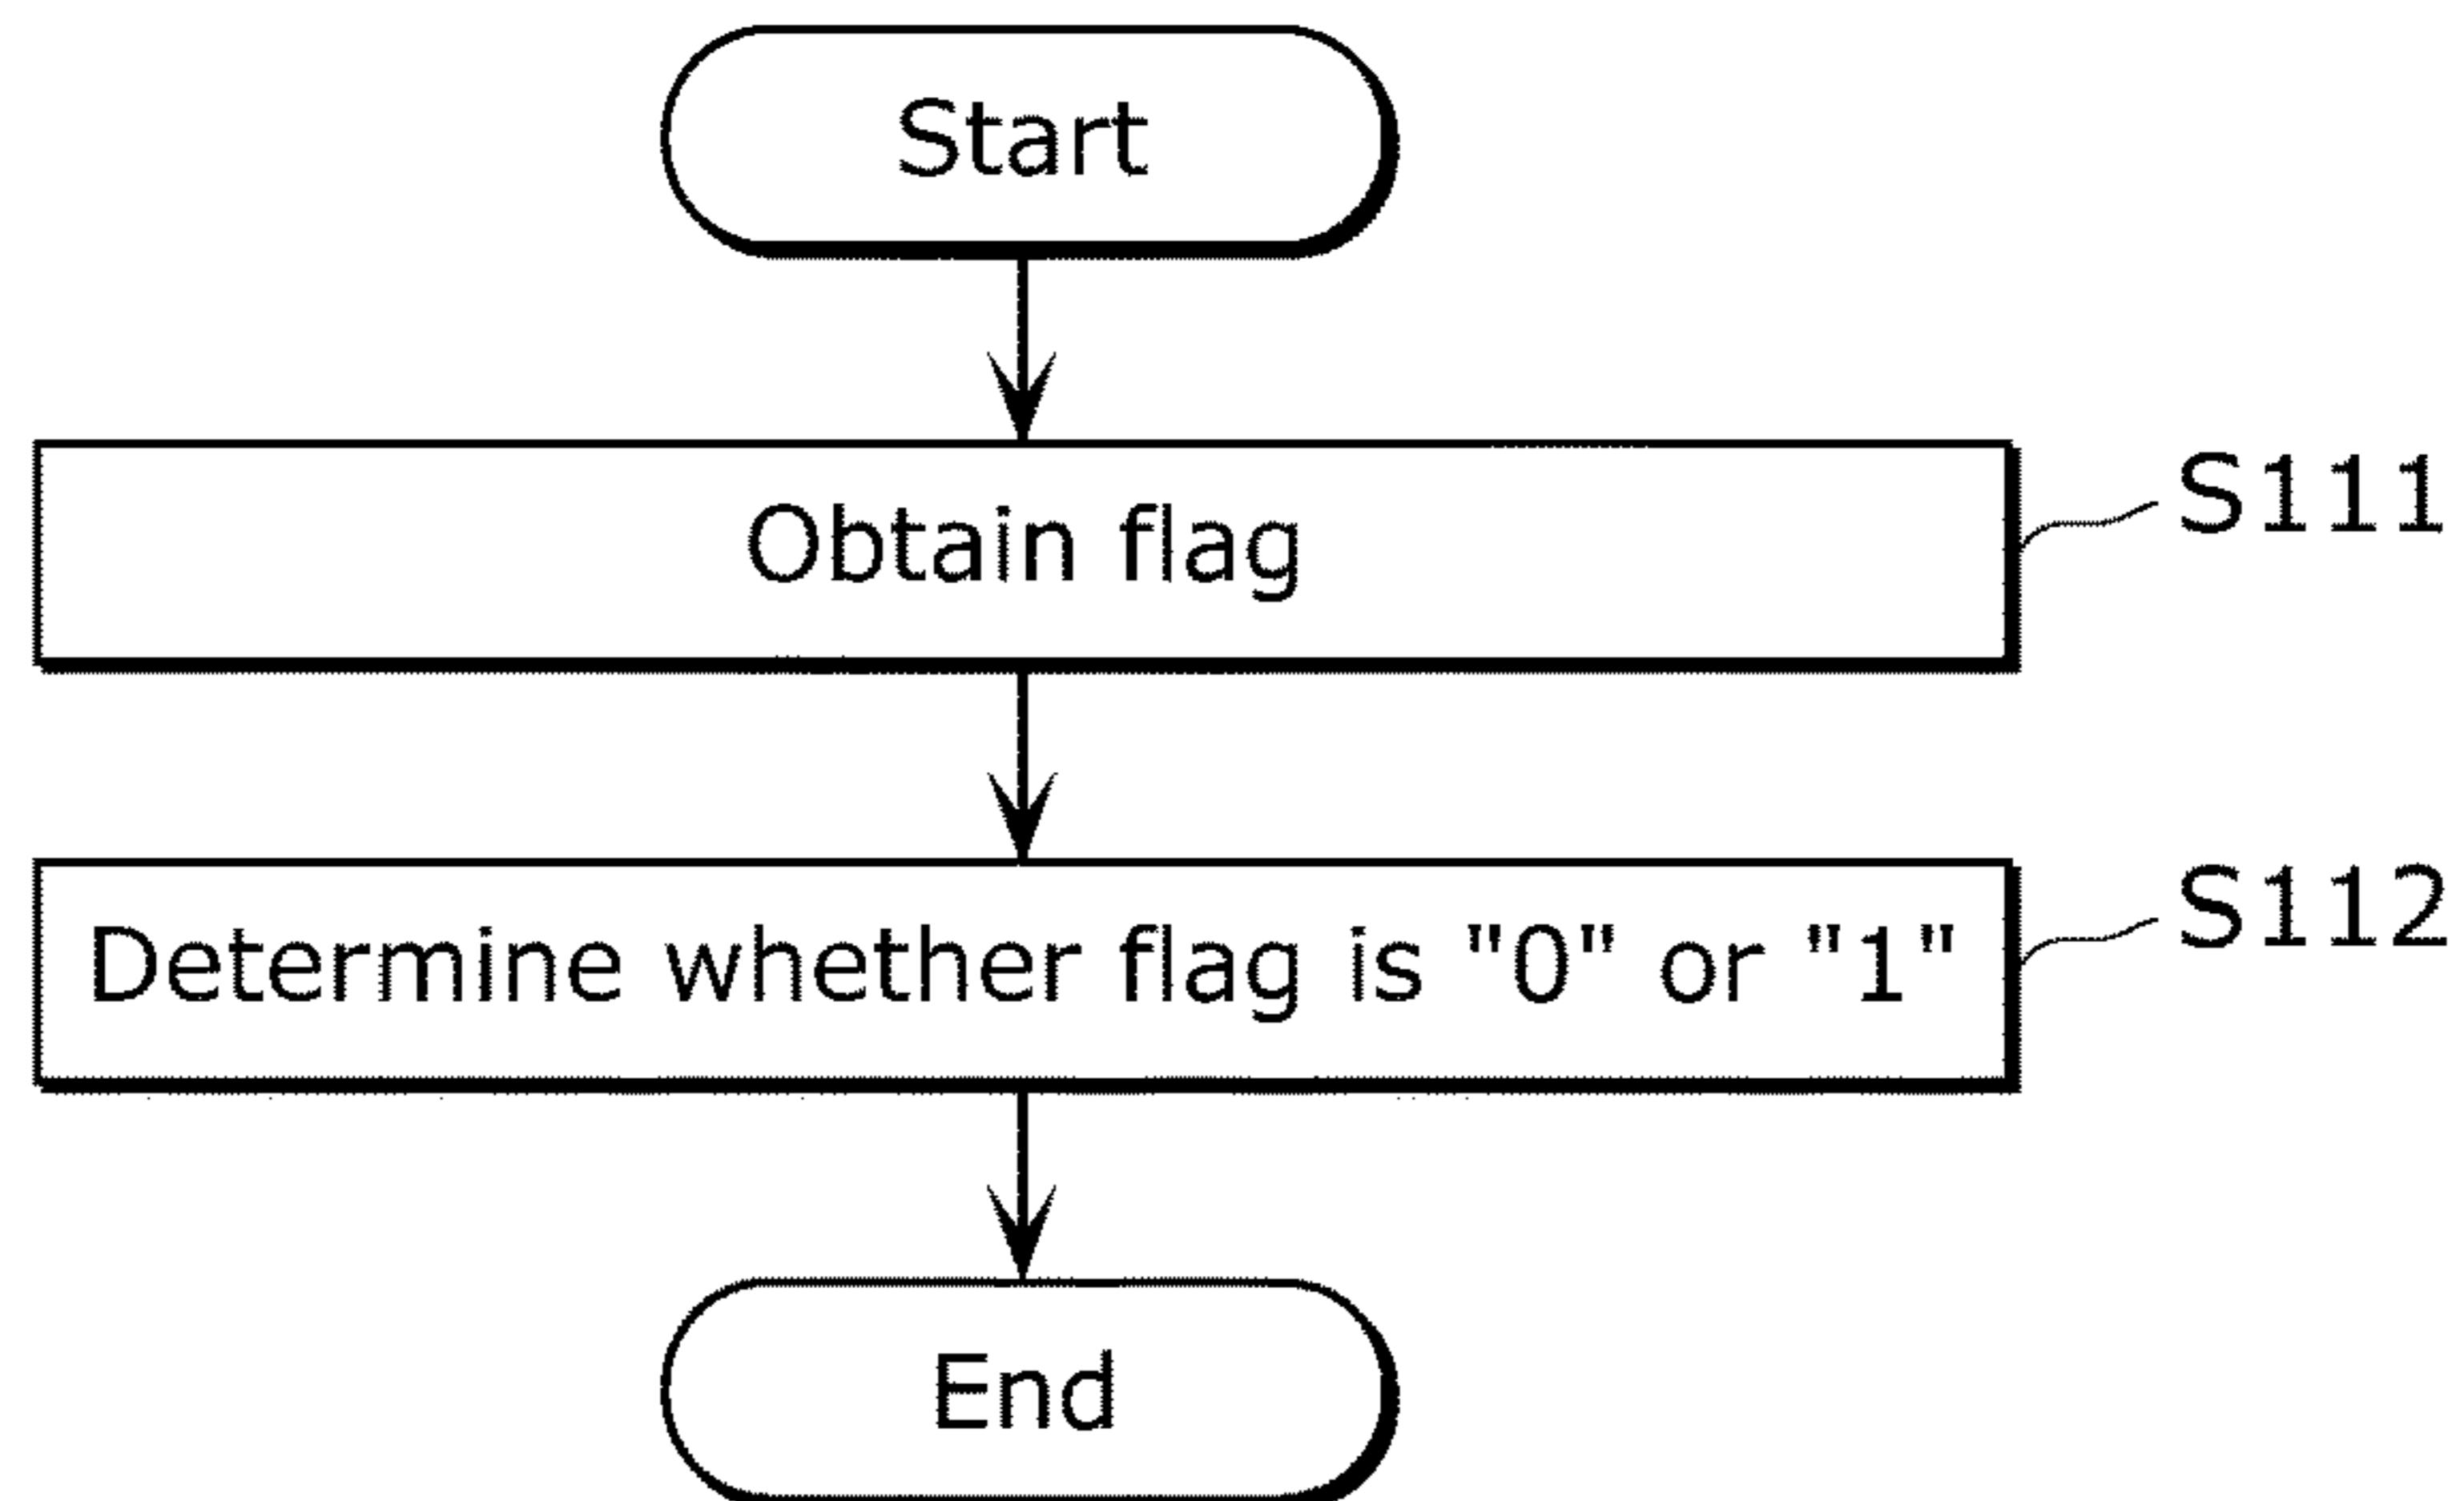 Start
Obtain flag
S111
Determine whether flag is "0" or "1"
S112
End